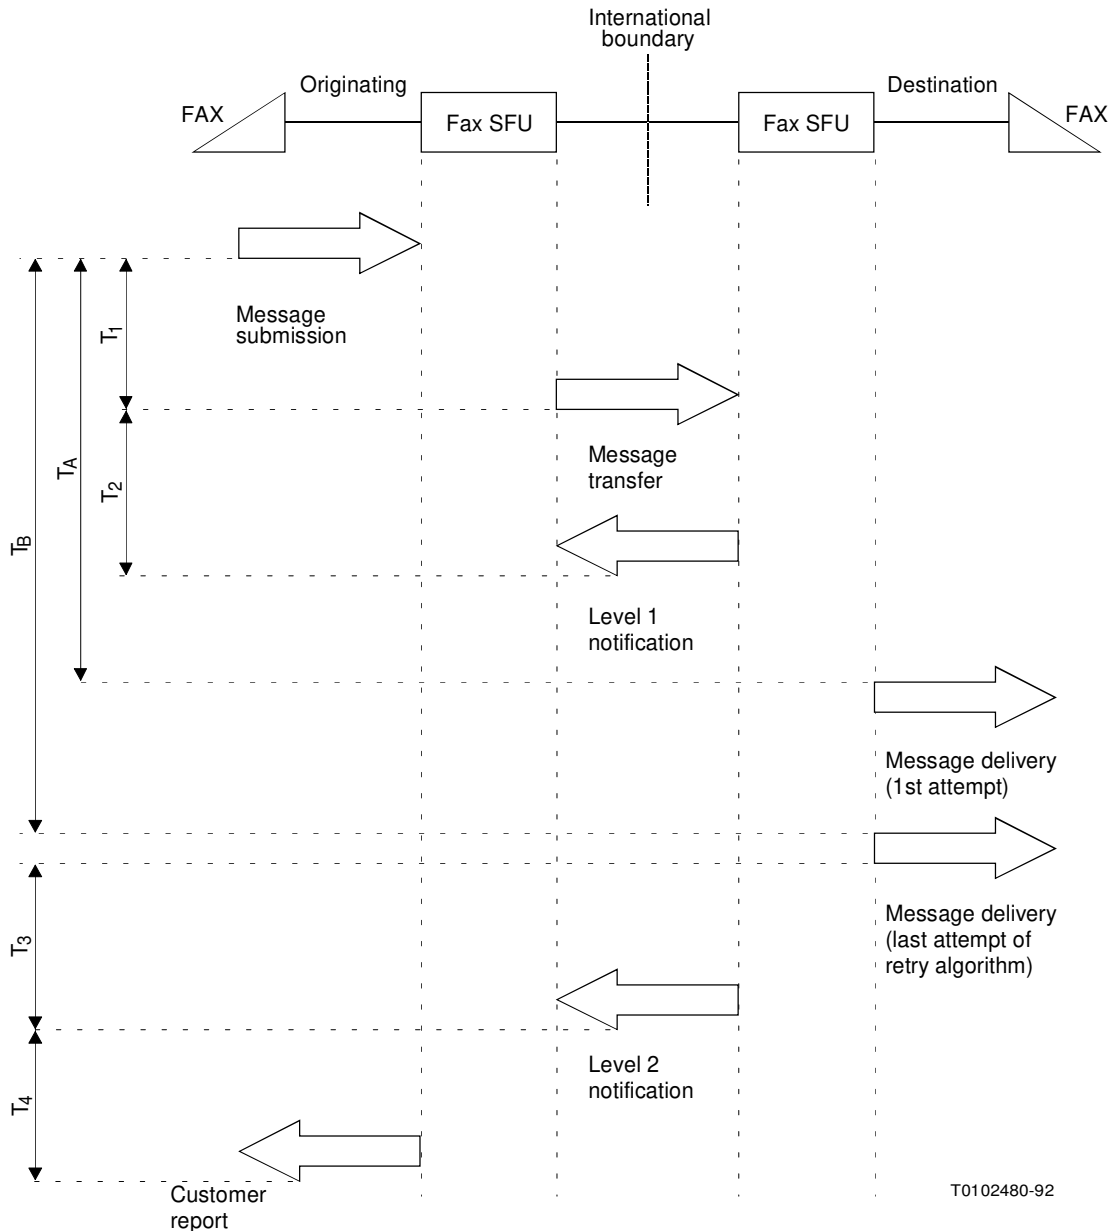 International
boundary
Originating
Destination
FAX
Fax SFU
Fax SFU
FAX
Message
submission
T1
Message
transfer
TA
T2
TB
Level 1
notification
Message delivery
(1st attempt)
Message delivery
(last attempt of
retry algorithm)
T3
Level 2
notification
T4
Customer
report
T0102480-92